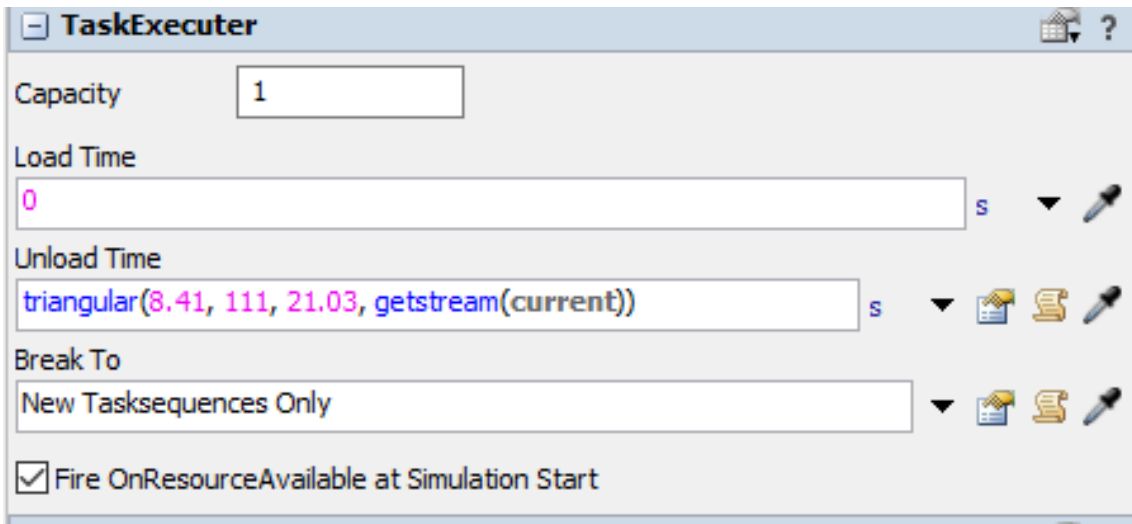 TaskExecuter ?
Capacity 1
Load Time
0 s
Unload Time
triangular(8.41, 111, 21.03, getstream(current)) s
Break To
New Tasksequences Only
Fire OnResourceAvailable at Simulation Start